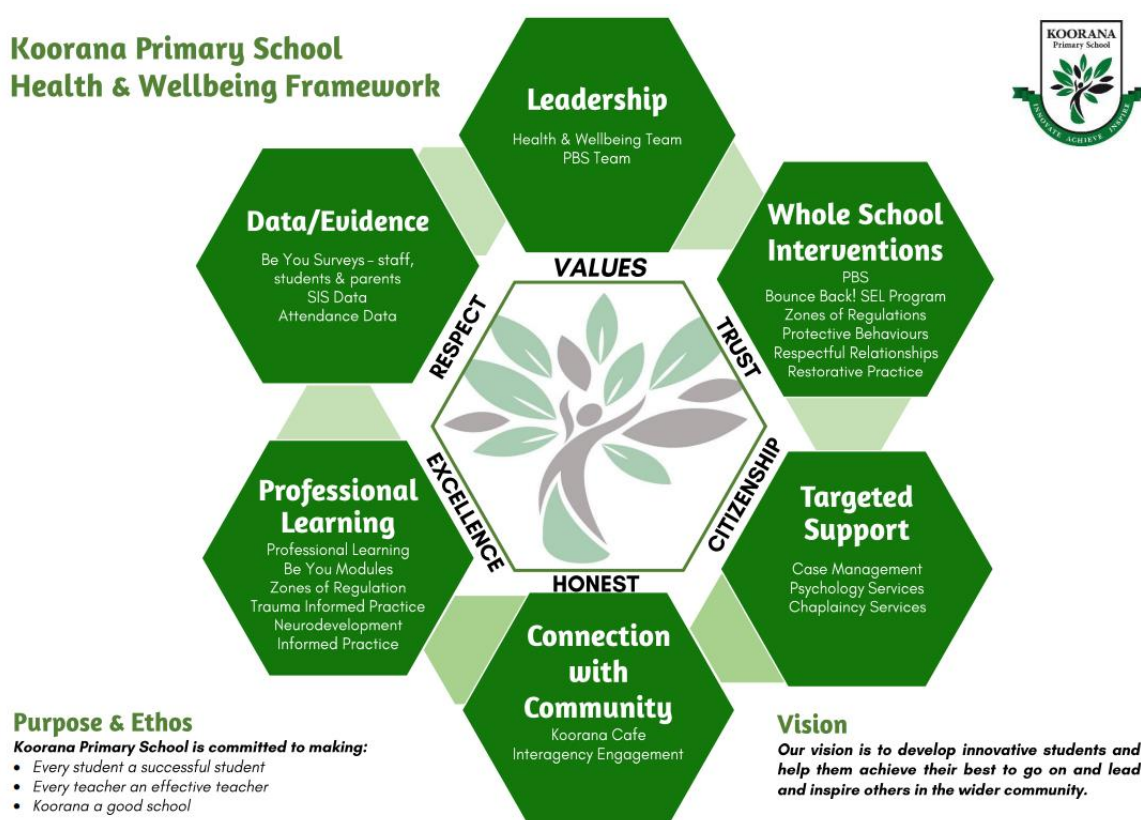 Koorana Primary School
Health & Wellbeing Framework
KOORANA
Primary School
INNOVATE ACHIEVE INSPIRE
Leadership
Health & Wellbeing Team
PBS Team
Whole School
Interventions
PBS
Bounce Back! SEL Program
Zones of Regulations
Protective Behaviours
Respectful Relationships
Restorative Practice
Targeted
Support
Case Management
Psychology Services
Chaplaincy Services
Connection
with
Community
Koorana Cafe
Interagency Engagement
Professional
Learning
Professional Learning
Be You Modules
Zones of Regulation
Trauma Informed Practice
Neurodevelopment
Informed Practice
Data/Evidence
Be You Surveys – staff,
students & parents
SIS Data
Attendance Data
VALUES
TRUST
CITIZENSHIP
HONEST
EXCELLENCE
RESPECT
Purpose & Ethos
Koorana Primary School is committed to making:
• Every student a successful student
• Every teacher an effective teacher
• Koorana a good school
Vision
Our vision is to develop innovative students and
help them achieve their best to go on and lead
and inspire others in the wider community.